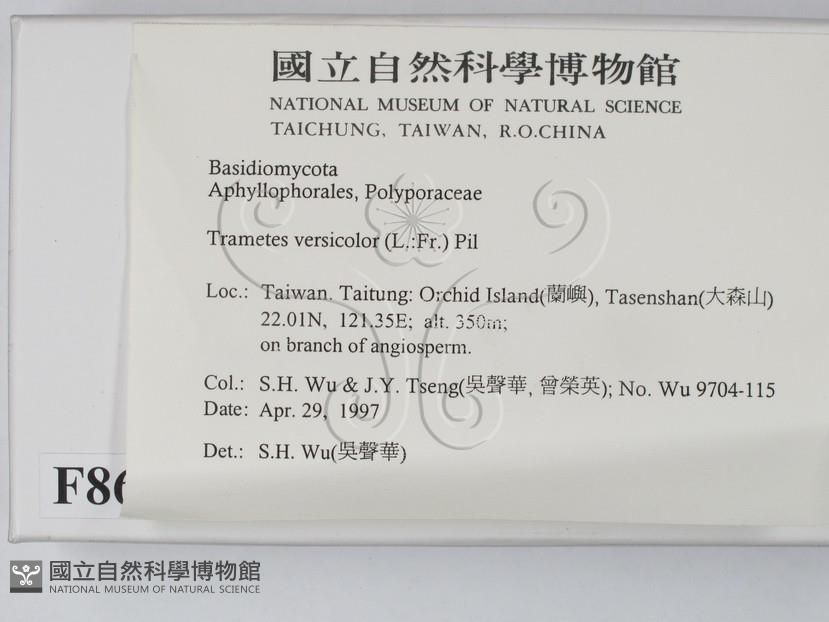 國立自然科學博物館
NATIONAL MUSEUM OF NATURAL SCIENCE
TAICHUNG, TAIWAN, R.O.CHINA
Basidiomycota
Aphyllophorales, Polyporaceae
Trametes versicolor (L.:Fr.) Pil
Loc.: Taiwan. Taitung: Orchid Island(蘭嶼), Tasenshan(大森山)
22.01N, 121.35E; alt. 350m;
on branch of angiosperm.
Col.: S.H. Wu & J.Y. Tseng(吳聲華, 曾榮英); No. Wu 9704-115
Date: Apr. 29, 1997
Det.: S.H. Wu(吳聲華)
F86
國立自然科學博物館
NATIONAL MUSEUM OF NATURAL SCIENCE